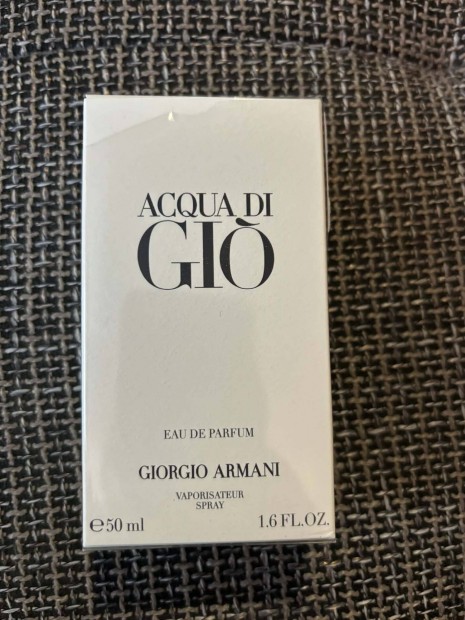 ACQUA DI
GIÒ
EAU DE PARFUM
GIORGIO ARMANI
VAPORISATEUR
SPRAY
℮50 ml 1.6 FL.OZ.